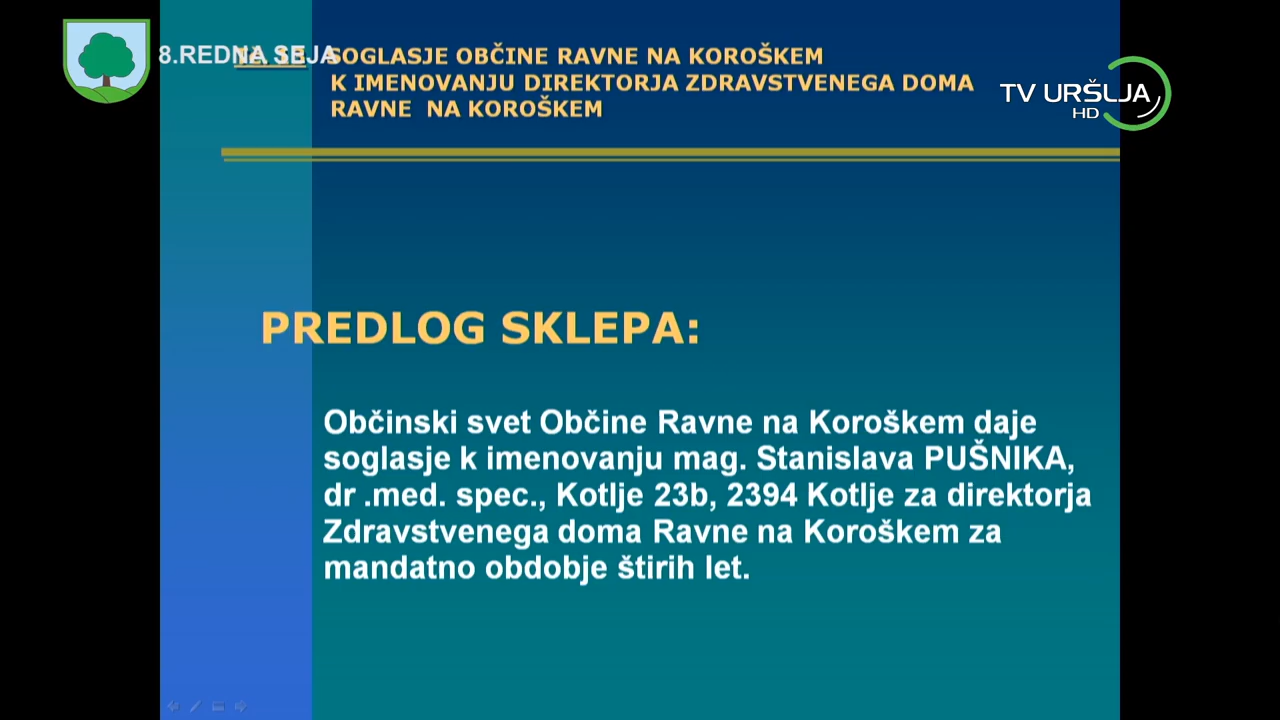 8.REDNA SEJA
SOGLASJE OBČINE RAVNE NA KOROŠKEM
K IMENOVANJU DIREKTORJA ZDRAVSTVENEGA DOMA
RAVNE NA KOROŠKEM
TV URŠLJA
HD
PREDLOG SKLEPA:
Občinski svet Občine Ravne na Koroškem daje
soglasje k imenovanju mag. Stanislava PUŠNIKA,
dr .med. spec., Kotlje 23b, 2394 Kotlje za direktorja
Zdravstvenega doma Ravne na Koroškem za
mandatno obdobje štirih let.